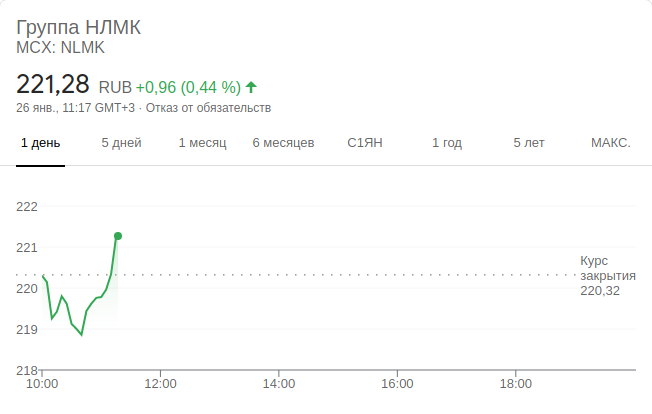 Группа НЛМК
MCX: NLMK
221,28 RUB +0,96 (0,44 %)
26 янв., 11:17 GMT+3 · Отказ от обязательств
1 день 5 дней 1 месяц 6 месяцев С1ЯН 1 год 5 лет МАКС.
222
221
220
219
218
Курс
закрытия
220,32
10:00 12:00 14:00 16:00 18:00